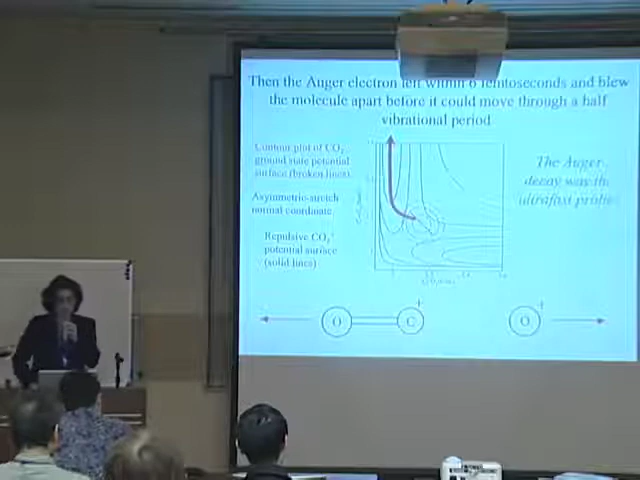 Then the Auger electron left within 6 femtoseconds and blew
the molecule apart before it could move through a half
vibrational period
Contour plot of CO₂
ground state potential
surface (broken lines).
Asymmetric-stretch
normal coordinate
Repulsive CO₂
potential surface
(solid lines)
The Auger
decay was the
ultrafast probe
O C + O +